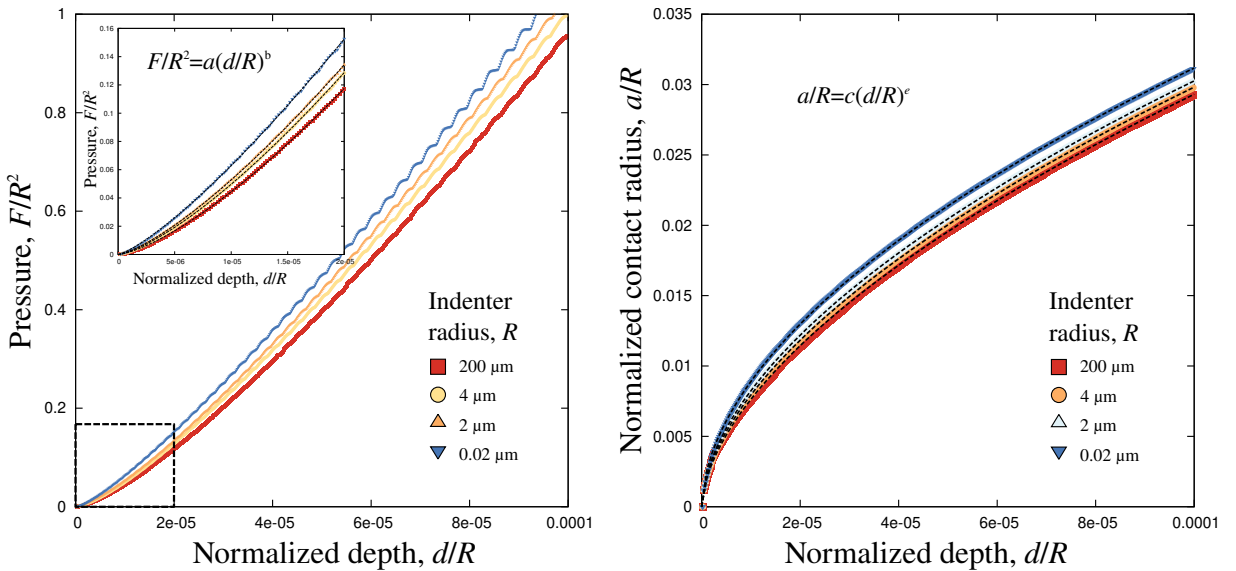 Pressure, F/R²
1
0.8
0.6
0.4
0.2
0
0
2e-05
4e-05
6e-05
8e-05
0.0001
Normalized depth, d/R
Pressure, F/R²
0.16
0.14
0.12
0.10
0.08
0.06
0.04
0.02
0
0
5e-06
1e-05
1.5e-05
2e-05
Normalized depth, d/R
F/R²=a(d/R)ᵇ
Indenter
radius, R
200 µm
4 µm
2 µm
0.02 µm
Normalized contact radius, a/R
0.035
0.03
0.025
0.02
0.015
0.01
0.005
0
0
2e-05
4e-05
6e-05
8e-05
0.0001
Normalized depth, d/R
a/R=c(d/R)ᵉ
Indenter
radius, R
200 µm
4 µm
2 µm
0.02 µm